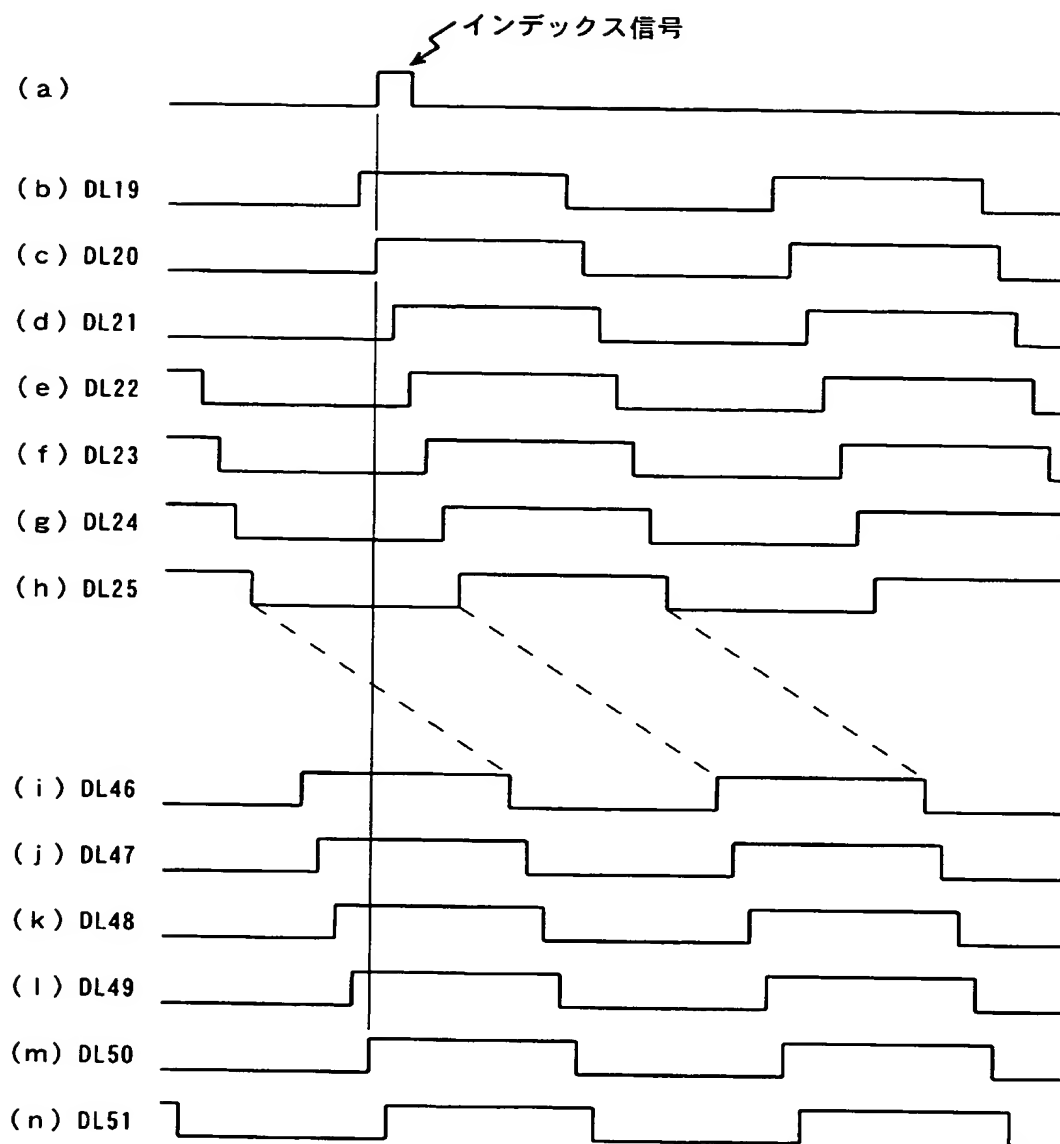 インデックス信号
(a)
(b) DL19
(c) DL20
(d) DL21
(e) DL22
(f) DL23
(g) DL24
(h) DL25
(i) DL46
(j) DL47
(k) DL48
(l) DL49
(m) DL50
(n) DL51